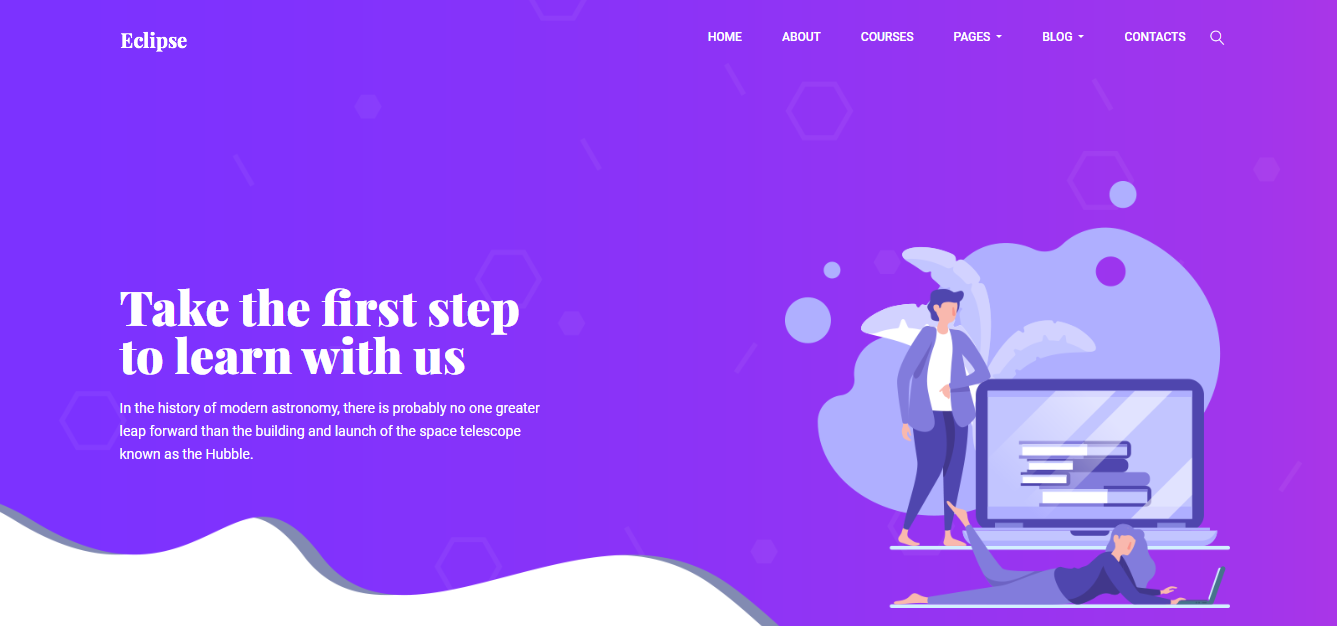 Eclipse
HOME ABOUT COURSES PAGES BLOG CONTACTS
Take the first step
to learn with us
In the history of modern astronomy, there is probably no one greater
leap forward than the building and launch of the space telescope
known as the Hubble.